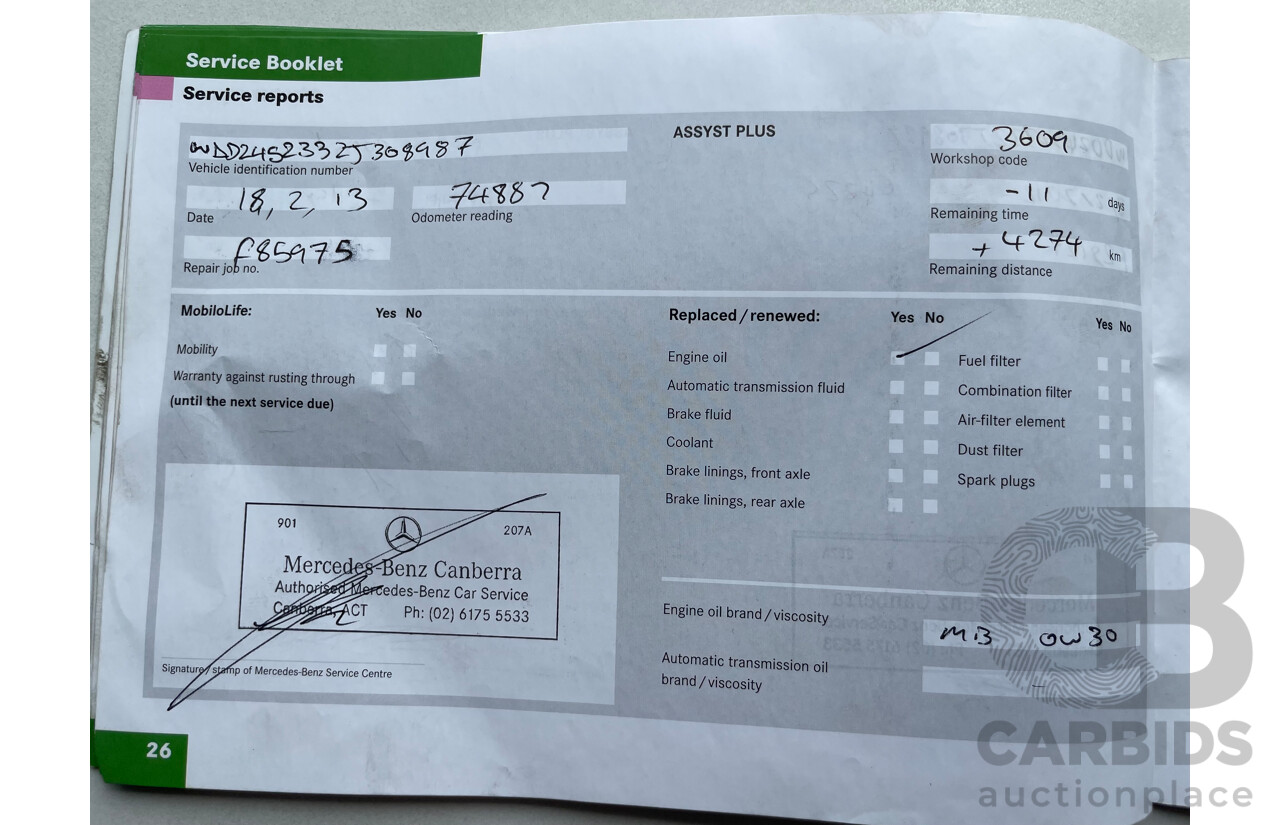 Service Booklet
Service reports
WDD2452332J308987
Vehicle identification number
18, 2, 13
Date
74887
Odometer reading
F85975
Repair job no.
ASSYST PLUS
3609
Workshop code
-11 days
Remaining time
+4274 km
Remaining distance
MobiloLife: Yes No
Mobility
Warranty against rusting through
(until the next service due)
Replaced / renewed: Yes No Yes No
Engine oil
Automatic transmission fluid
Brake fluid
Coolant
Brake linings, front axle
Brake linings, rear axle
Fuel filter
Combination filter
Air-filter element
Dust filter
Spark plugs
901 207A
Mercedes-Benz Canberra
Authorised Mercedes-Benz Car Service
Canberra, ACT Ph: (02) 6175 5533
Signature / stamp of Mercedes-Benz Service Centre
Engine oil brand / viscosity
MB 0W30
Automatic transmission oil
brand / viscosity
—
26
CB
CARBIDS
auctionplace